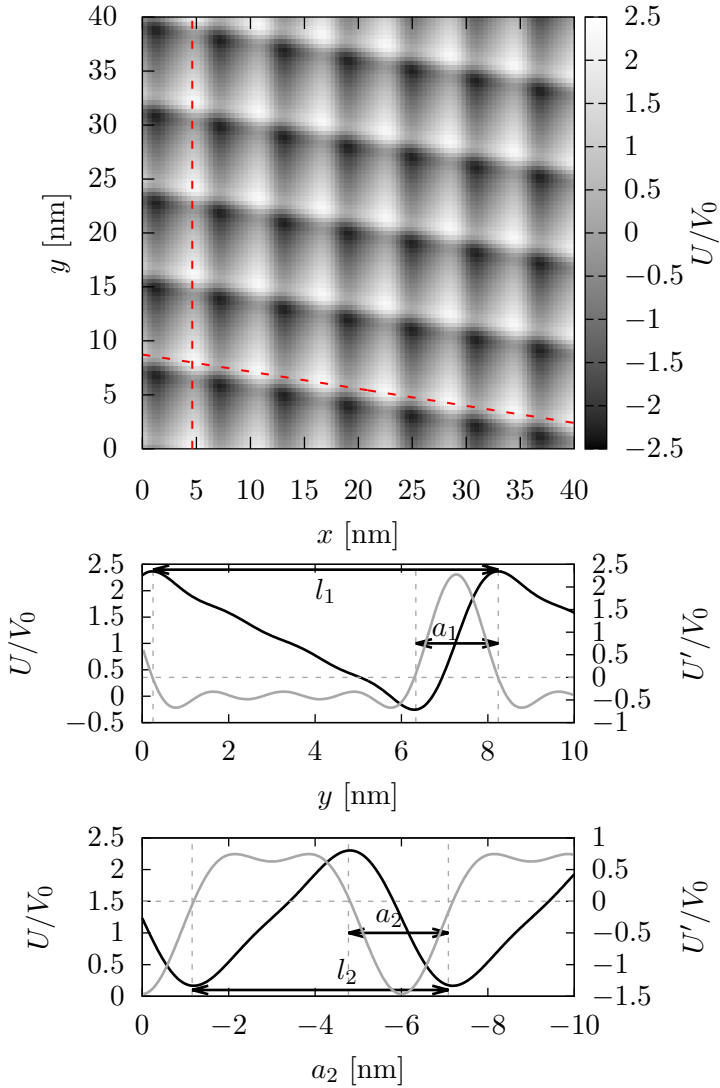 40
35
30
25
20
15
10
5
0
y [nm]
0 5 10 15 20 25 30 35 40
x [nm]
2.5
2
1.5
1
0.5
0
−0.5
−1
−1.5
−2
−2.5
U/V₀
2.5
2
1.5
1
0.5
0
−0.5
U/V₀
l₁
a₁
2.5
2
1.5
1
0.5
0
−0.5
−1
U′/V₀
0 2 4 6 8 10
y [nm]
2.5
2
1.5
1
0.5
0
U/V₀
a₂
l₂
1
0.5
0
−0.5
−1
−1.5
U′/V₀
0 −2 −4 −6 −8 −10
a₂ [nm]